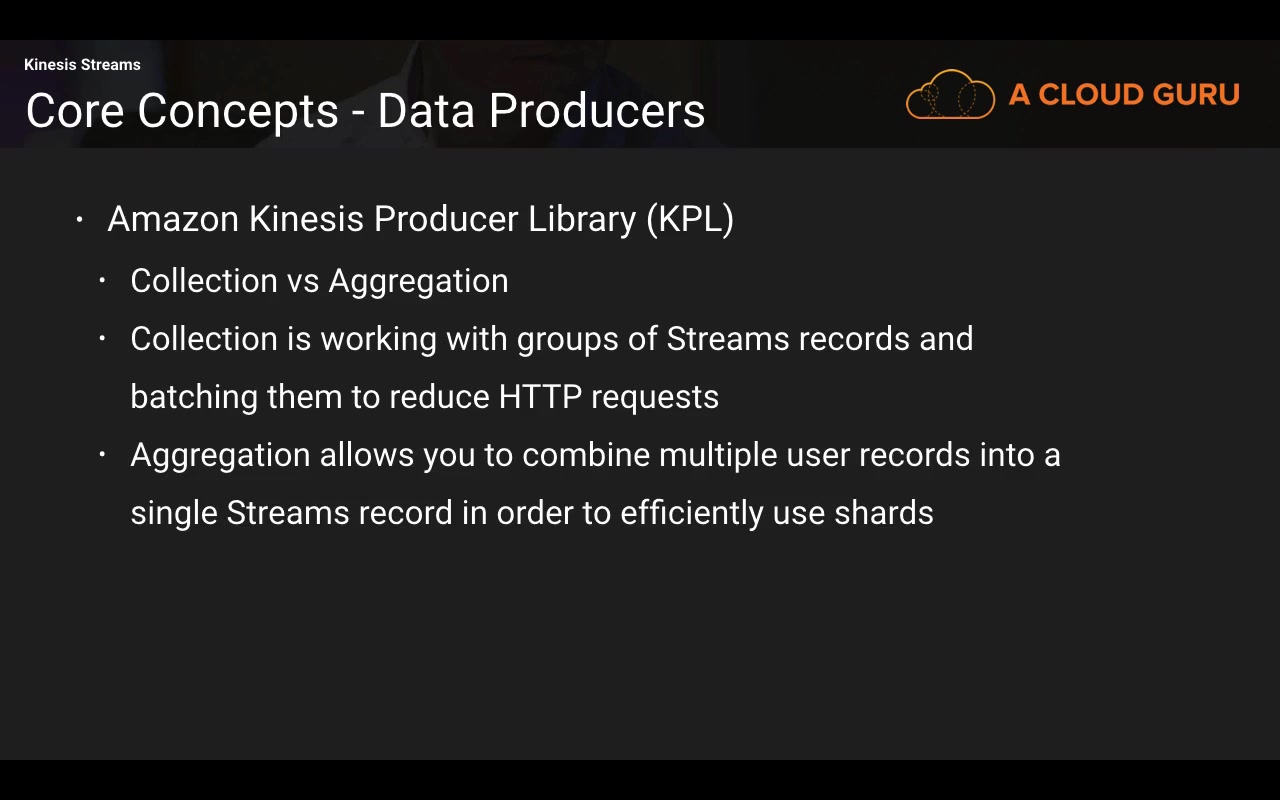 Kinesis Streams
Core Concepts - Data Producers
A CLOUD GURU
· Amazon Kinesis Producer Library (KPL)
· Collection vs Aggregation
· Collection is working with groups of Streams records and
batching them to reduce HTTP requests
· Aggregation allows you to combine multiple user records into a
single Streams record in order to efficiently use shards